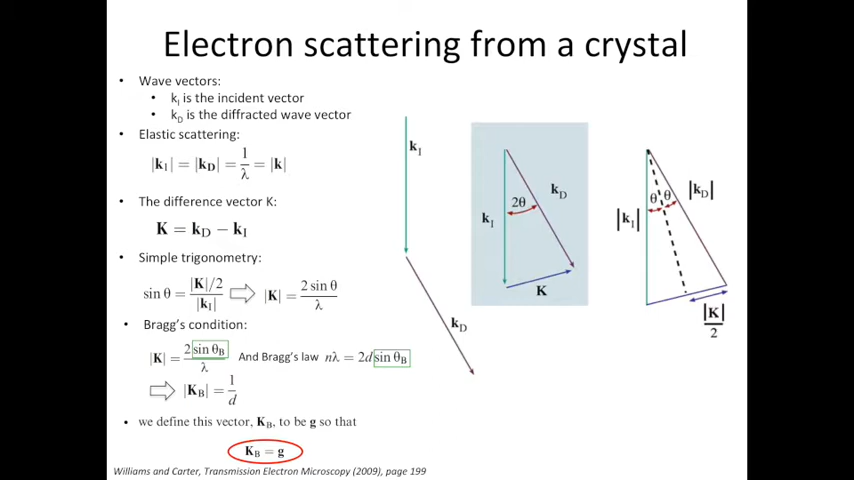 Electron scattering from a crystal
• Wave vectors:
• k_I is the incident vector
• k_D is the diffracted wave vector
• Elastic scattering:
|k_I| = |k_D| = 1/λ = |k|
• The difference vector K:
K = k_D − k_I
• Simple trigonometry:
sin θ = (|K|/2)/|k_I| ⇨ |K| = 2 sin θ/λ
• Bragg's condition:
|K| = 2 sin θ_B/λ And Bragg's law nλ = 2d sin θ_B
⇨ |K_B| = 1/d
• we define this vector, K_B, to be g so that
K_B = g
Williams and Carter, Transmission Electron Microscopy (2009), page 199
k_I
k_D
2θ
k_I
k_D
K
θ θ
|k_I|
|k_D|
|K|/2